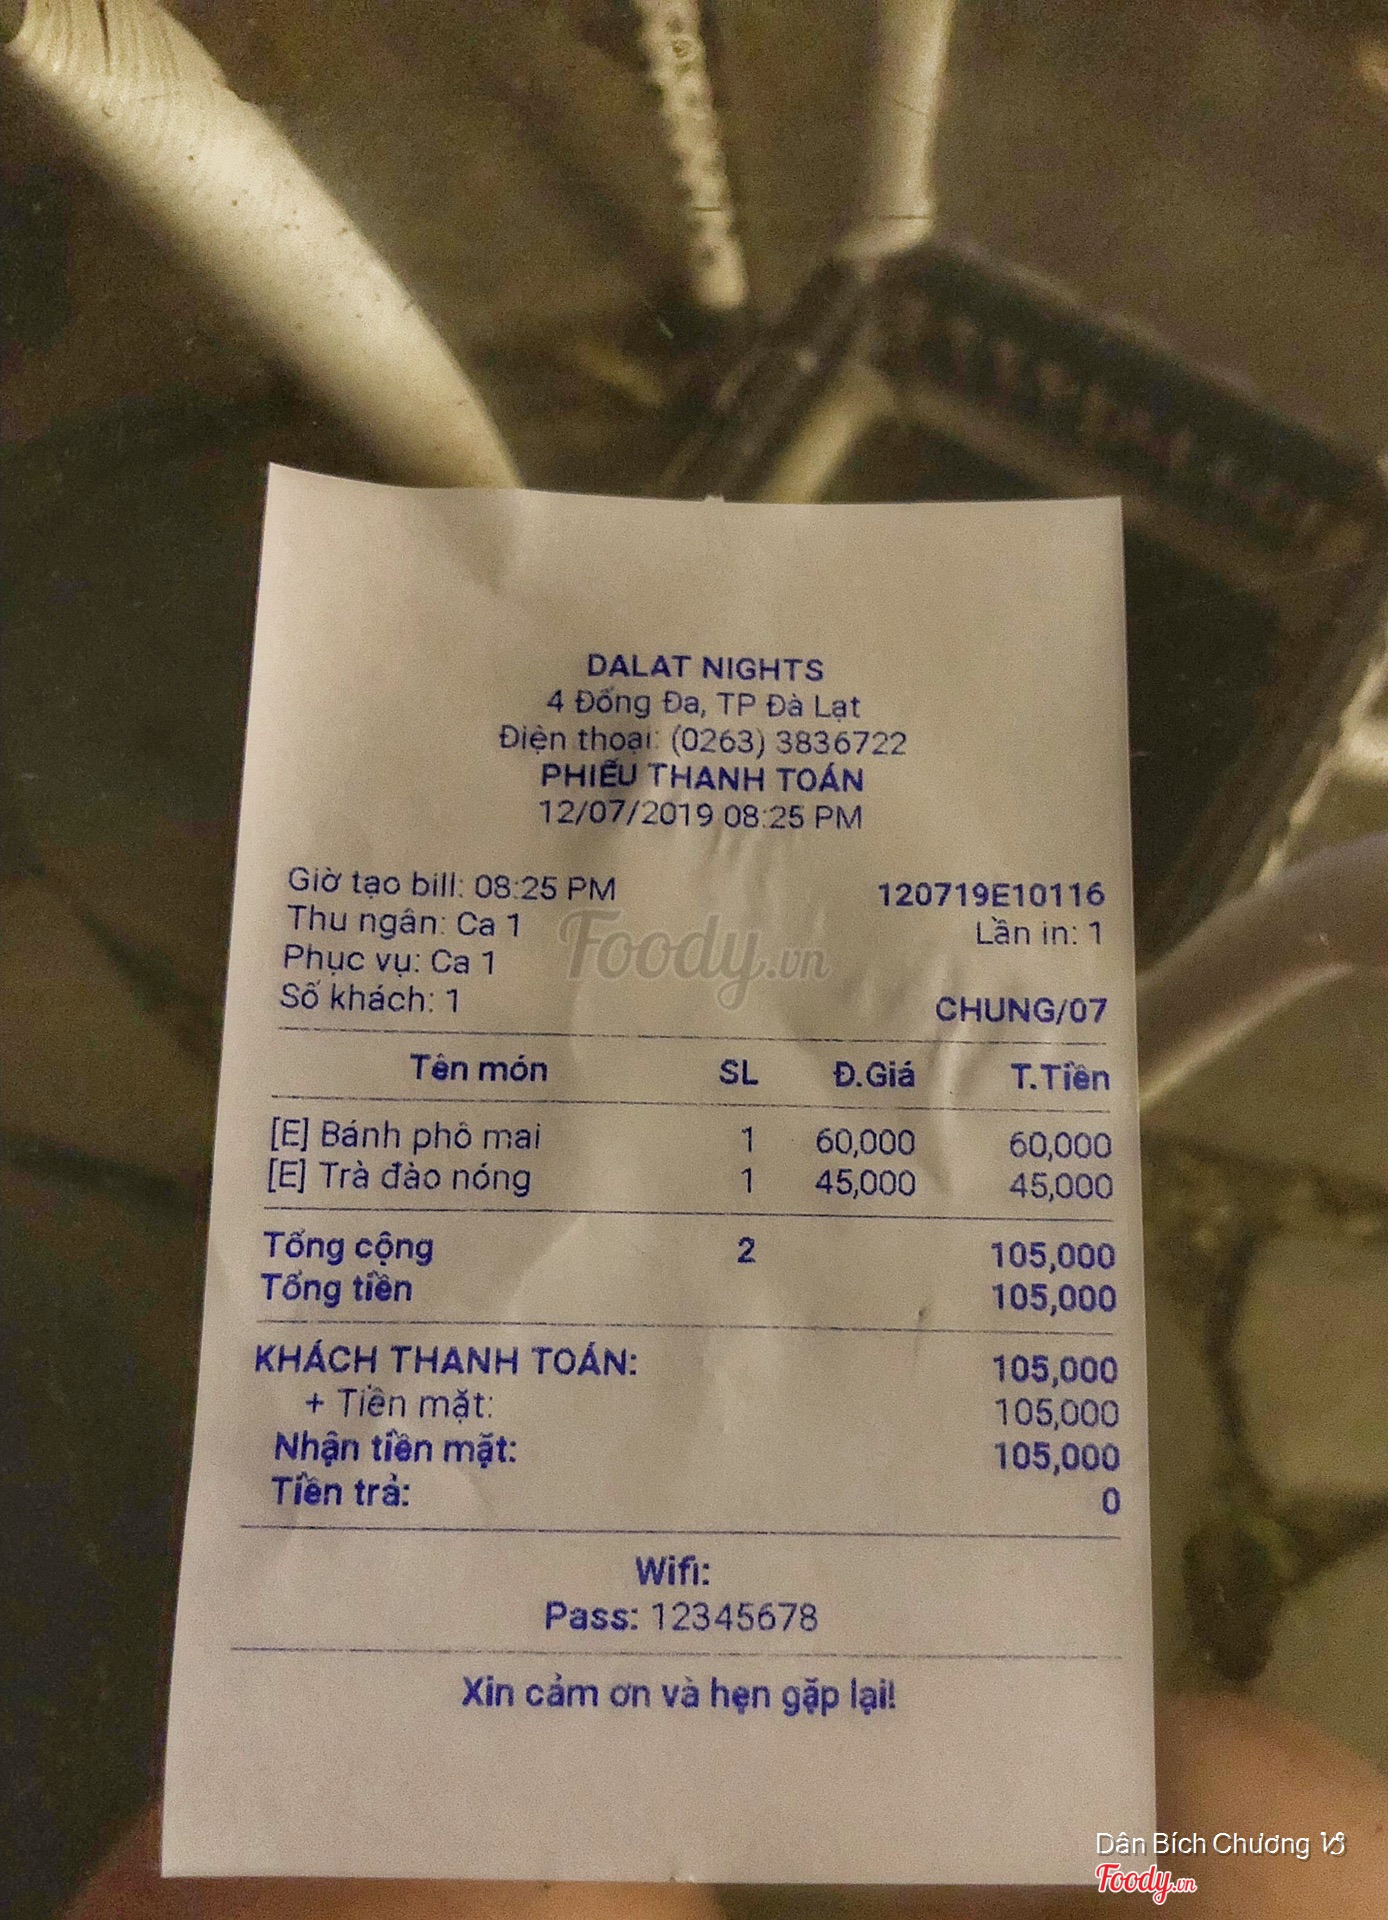 DALAT NIGHTS
4 Đống Đa, TP Đà Lạt
Điện thoại: (0263) 3836722
PHIẾU THANH TOÁN
12/07/2019 08:25 PM
Giờ tạo bill: 08:25 PM 120719E10116
Thu ngân: Ca 1 Lần in: 1
Phục vụ: Ca 1
Số khách: 1 CHUNG/07
Tên món SL Đ.Giá T.Tiền
[E] Bánh phô mai 1 60,000 60,000
[E] Trà đào nóng 1 45,000 45,000
Tổng cộng 2 105,000
Tổng tiền 105,000
KHÁCH THANH TOÁN: 105,000
+ Tiền mặt: 105,000
Nhận tiền mặt: 105,000
Tiền trả: 0
Wifi:
Pass: 12345678
Xin cảm ơn và hẹn gặp lại!
Foody.vn
Dân Bích Chương ♑
Foody.vn